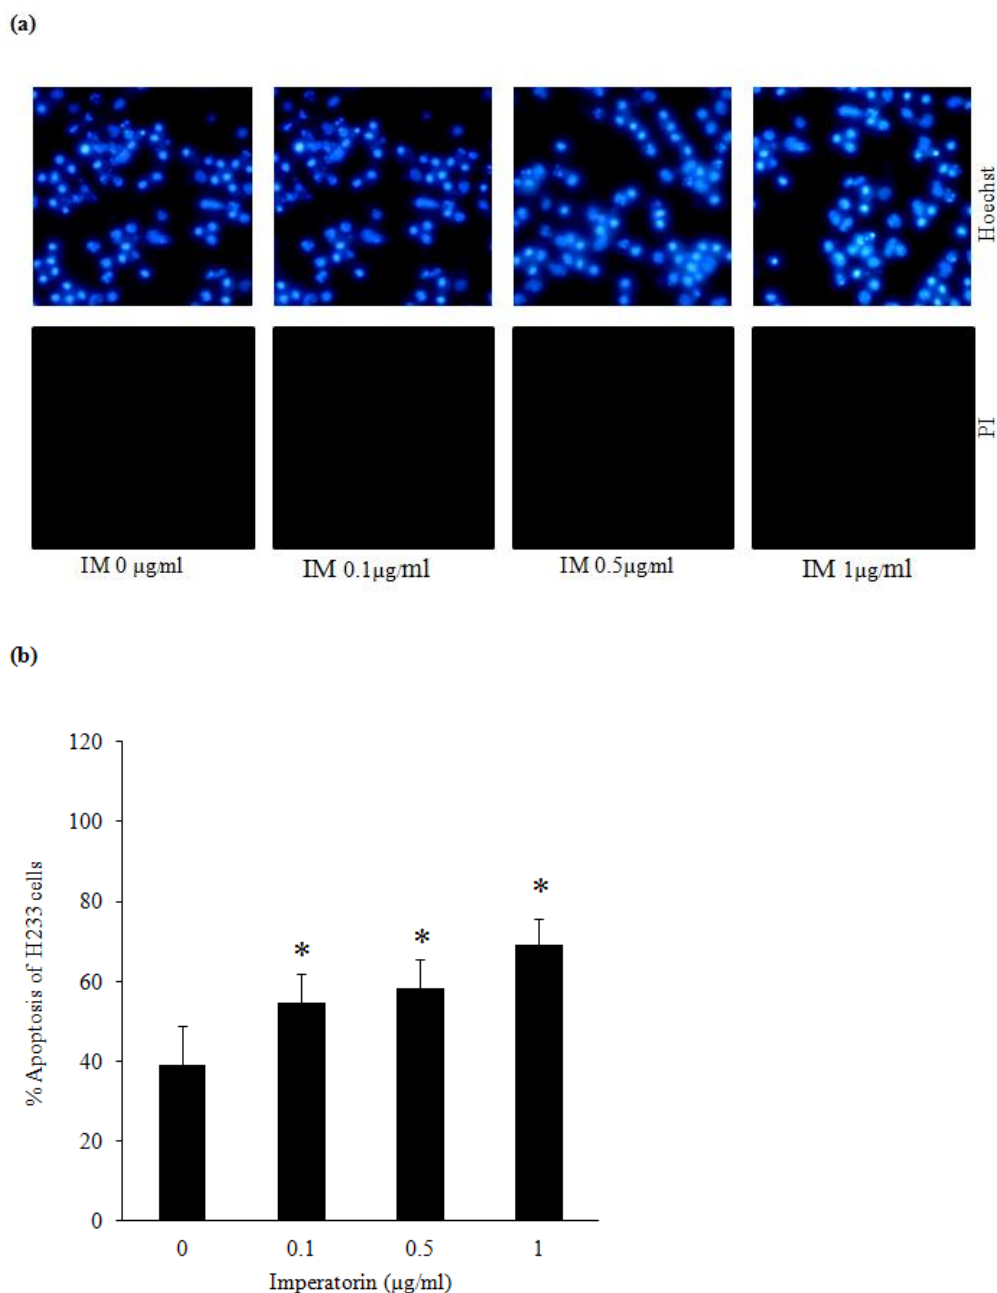 (a)
Hoechst
PI
IM 0 µg/ml
IM 0.1µg/ml
IM 0.5µg/ml
IM 1µg/ml
(b)
120
100
80
60
40
20
0
% Apoptosis of H233 cells
*
*
*
0
0.1
0.5
1
Imperatorin (µg/ml)